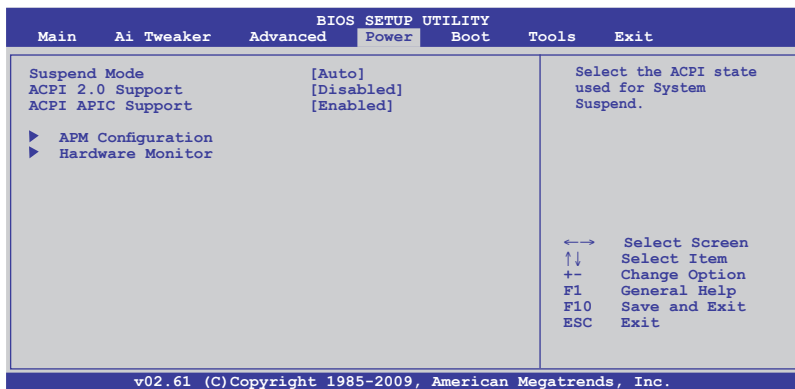 BIOS SETUP UTILITY
Main Ai Tweaker Advanced Power Boot Tools Exit
Suspend Mode [Auto]
ACPI 2.0 Support [Disabled]
ACPI APIC Support [Enabled]
▶ APM Configuration
▶ Hardware Monitor
Select the ACPI state
used for System
Suspend.
←→ Select Screen
↑↓ Select Item
+- Change Option
F1 General Help
F10 Save and Exit
ESC Exit
v02.61 (C)Copyright 1985-2009, American Megatrends, Inc.